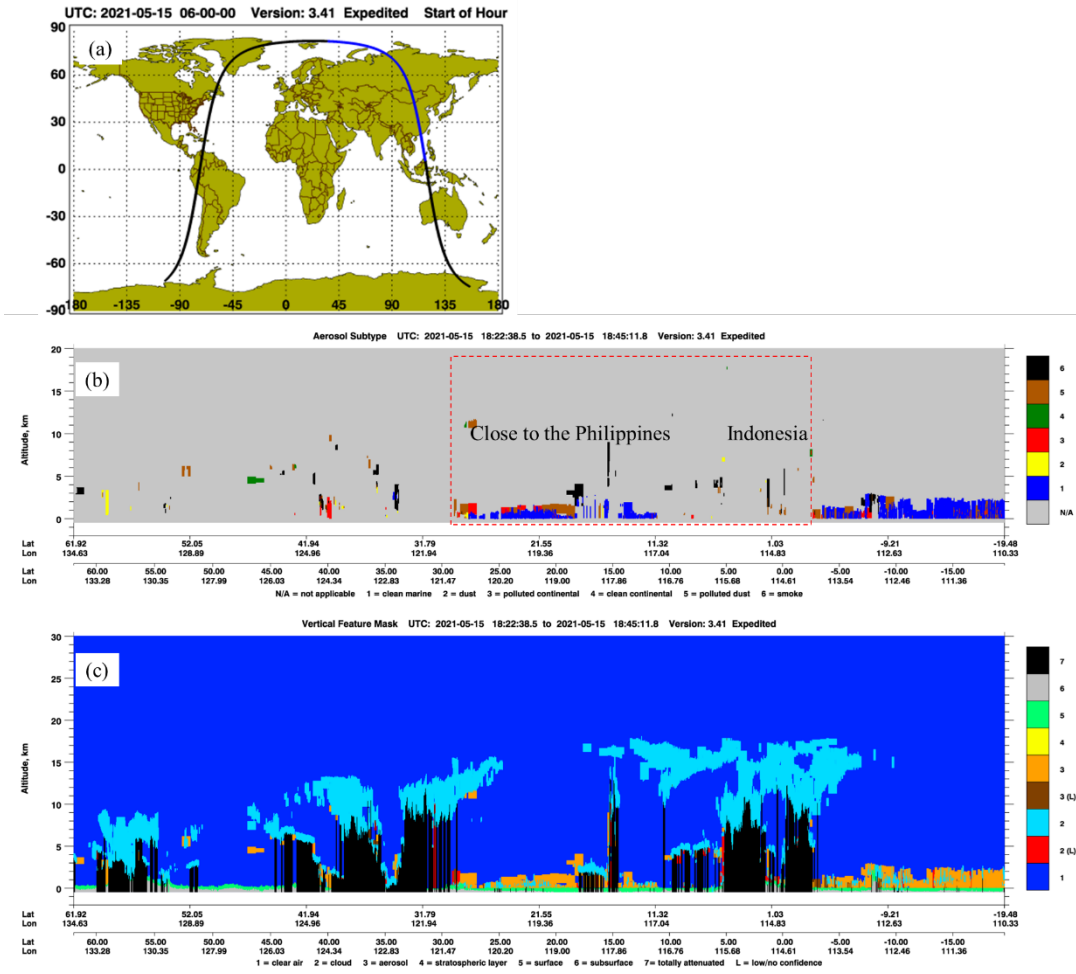 UTC: 2021-05-15 06-00-00 Version: 3.41 Expedited Start of Hour
(a)
90
60
30
0
-30
-60
-90
180 -135 -90 -45 0 45 90 135 180
Aerosol Subtype UTC: 2021-05-15 18:22:38.5 to 2021-05-15 18:45:11.8 Version: 3.41 Expedited
(b)
Altitude, km
20
15
10
5
0
Close to the Philippines Indonesia
6
5
4
3
2
1
N/A
Lat 61.92 52.05 41.94 31.79 21.55 11.32 1.03 -9.21 -19.48
Lon 134.63 128.89 124.96 121.94 119.36 117.04 114.83 112.63 110.33
Lat 60.00 55.00 50.00 45.00 40.00 35.00 30.00 25.00 20.00 15.00 10.00 5.00 0.00 -5.00 -10.00 -15.00
Lon 133.28 130.35 127.99 126.03 124.34 122.83 121.47 120.20 119.00 117.86 116.76 115.68 114.61 113.54 112.46 111.36
N/A = not applicable 1 = clean marine 2 = dust 3 = polluted continental 4 = clean continental 5 = polluted dust 6 = smoke
Vertical Feature Mask UTC: 2021-05-15 18:22:38.5 to 2021-05-15 18:45:11.8 Version: 3.41 Expedited
(c)
Altitude, km
30
25
20
15
10
5
0
7
6
5
4
3
3 (L)
2
2 (L)
1
Lat 61.92 52.05 41.94 31.79 21.55 11.32 1.03 -9.21 -19.48
Lon 134.63 128.89 124.96 121.94 119.36 117.04 114.83 112.63 110.33
Lat 60.00 55.00 50.00 45.00 40.00 35.00 30.00 25.00 20.00 15.00 10.00 5.00 0.00 -5.00 -10.00 -15.00
Lon 133.28 130.35 127.99 126.03 124.34 122.83 121.47 120.20 119.00 117.86 116.76 115.68 114.61 113.54 112.46 111.36
1 = clear air 2 = cloud 3 = aerosol 4 = stratospheric layer 5 = surface 6 = subsurface 7= totally attenuated L = low/no confidence